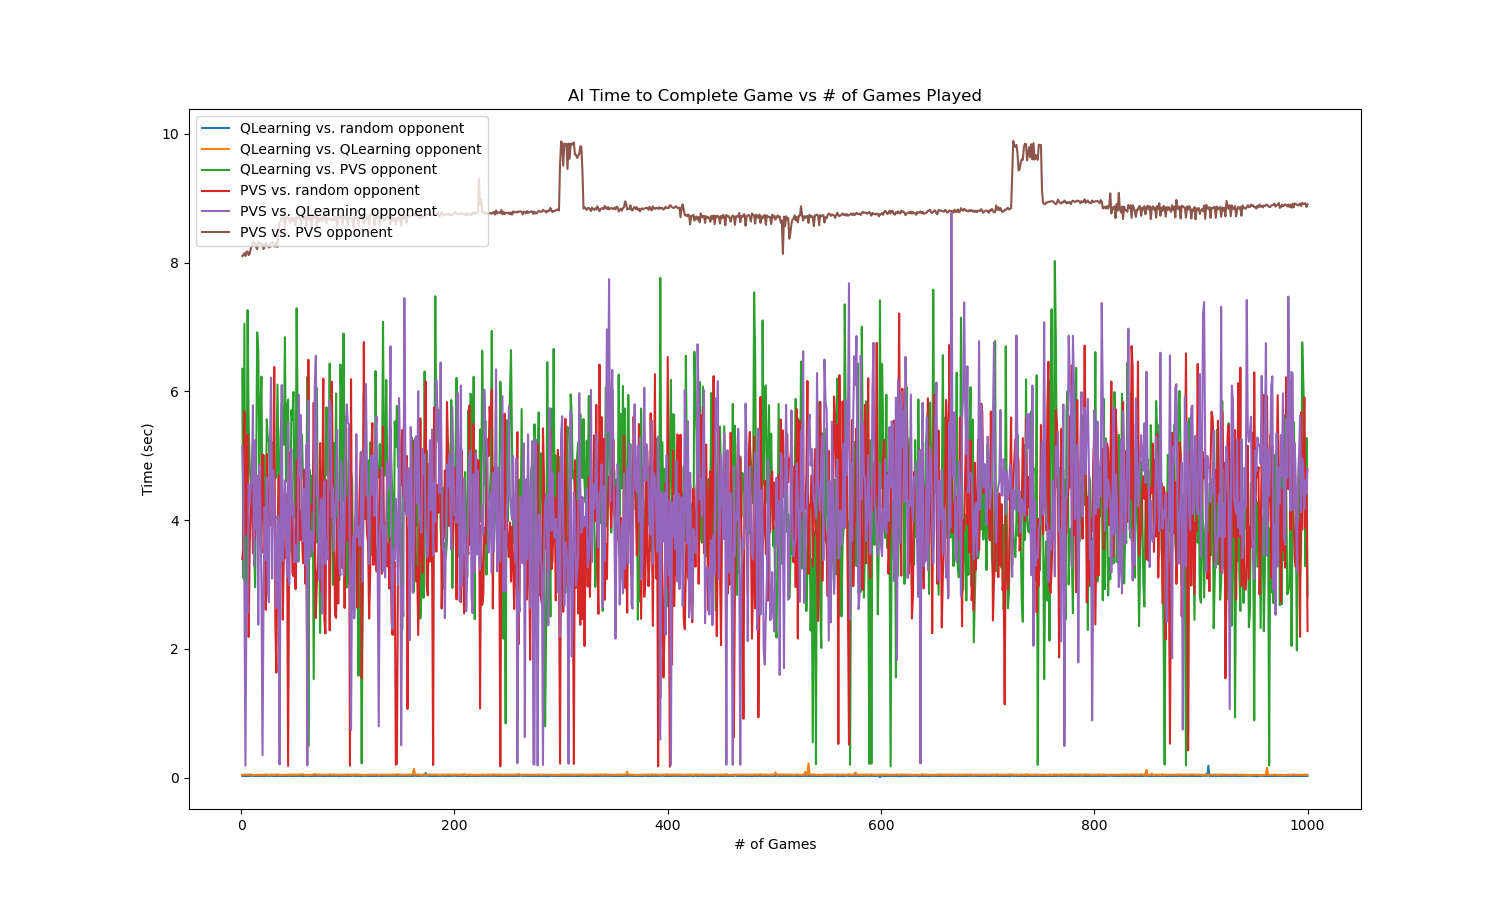 AI Time to Complete Game vs # of Games Played
QLearning vs. random opponent
QLearning vs. QLearning opponent
QLearning vs. PVS opponent
PVS vs. random opponent
PVS vs. QLearning opponent
PVS vs. PVS opponent
Time (sec)
10
8
6
4
2
0
0 200 400 600 800 1000
# of Games